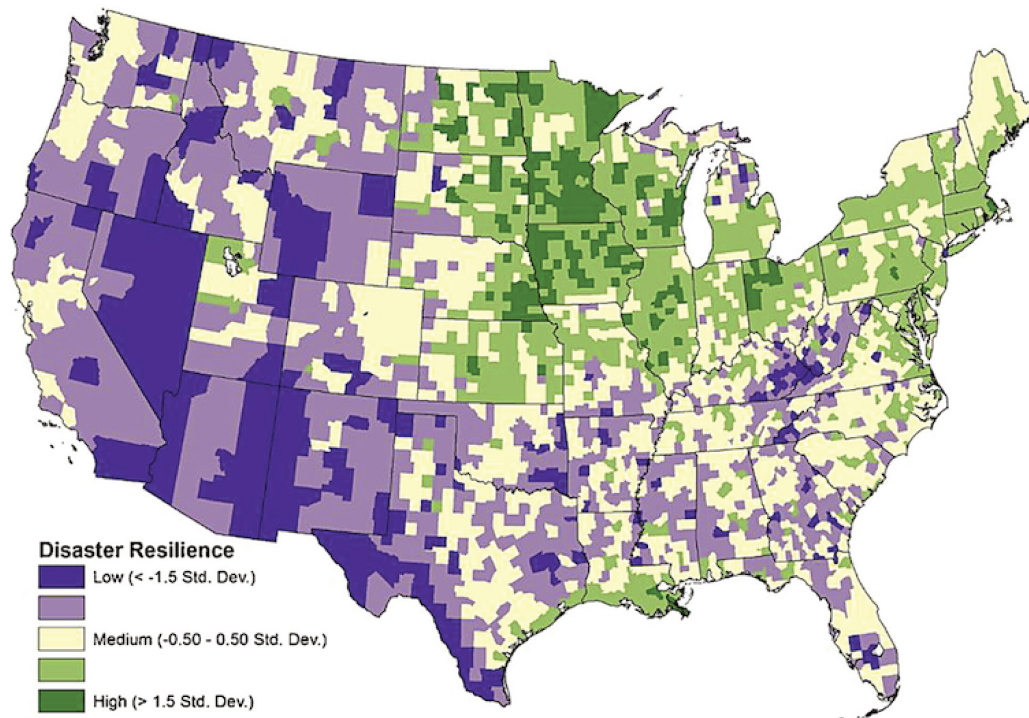 Disaster Resilience
Low (< -1.5 Std. Dev.)
Medium (-0.50 - 0.50 Std. Dev.)
High (> 1.5 Std. Dev.)